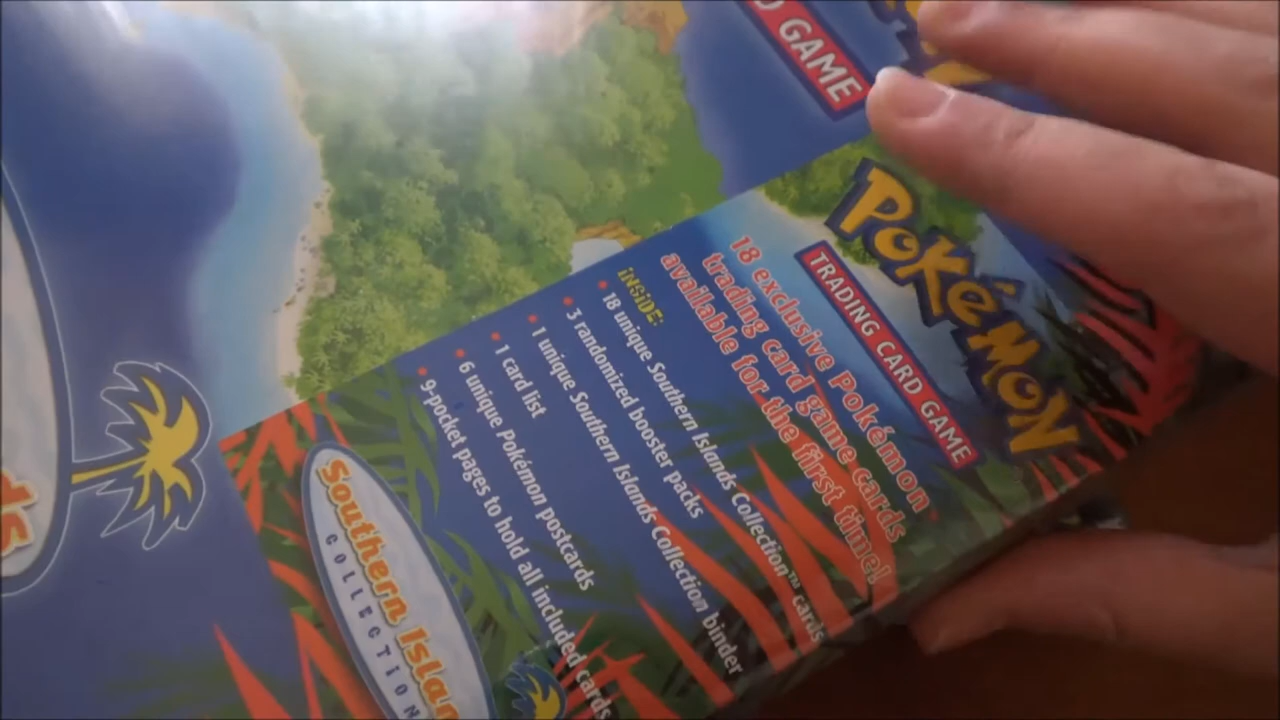 D GAME
POKéMON
TRADING CARD GAME
18 exclusive Pokémon
trading card game cards
available for the first time!
iNSiDE:
• 18 unique Southern Islands Collection™ cards
• 3 randomized booster packs
• 1 unique Southern Islands Collection binder
• 1 card list
• 6 unique Pokémon postcards
• 9-pocket pages to hold all included cards
Southern Islan
COLLECTION
ds